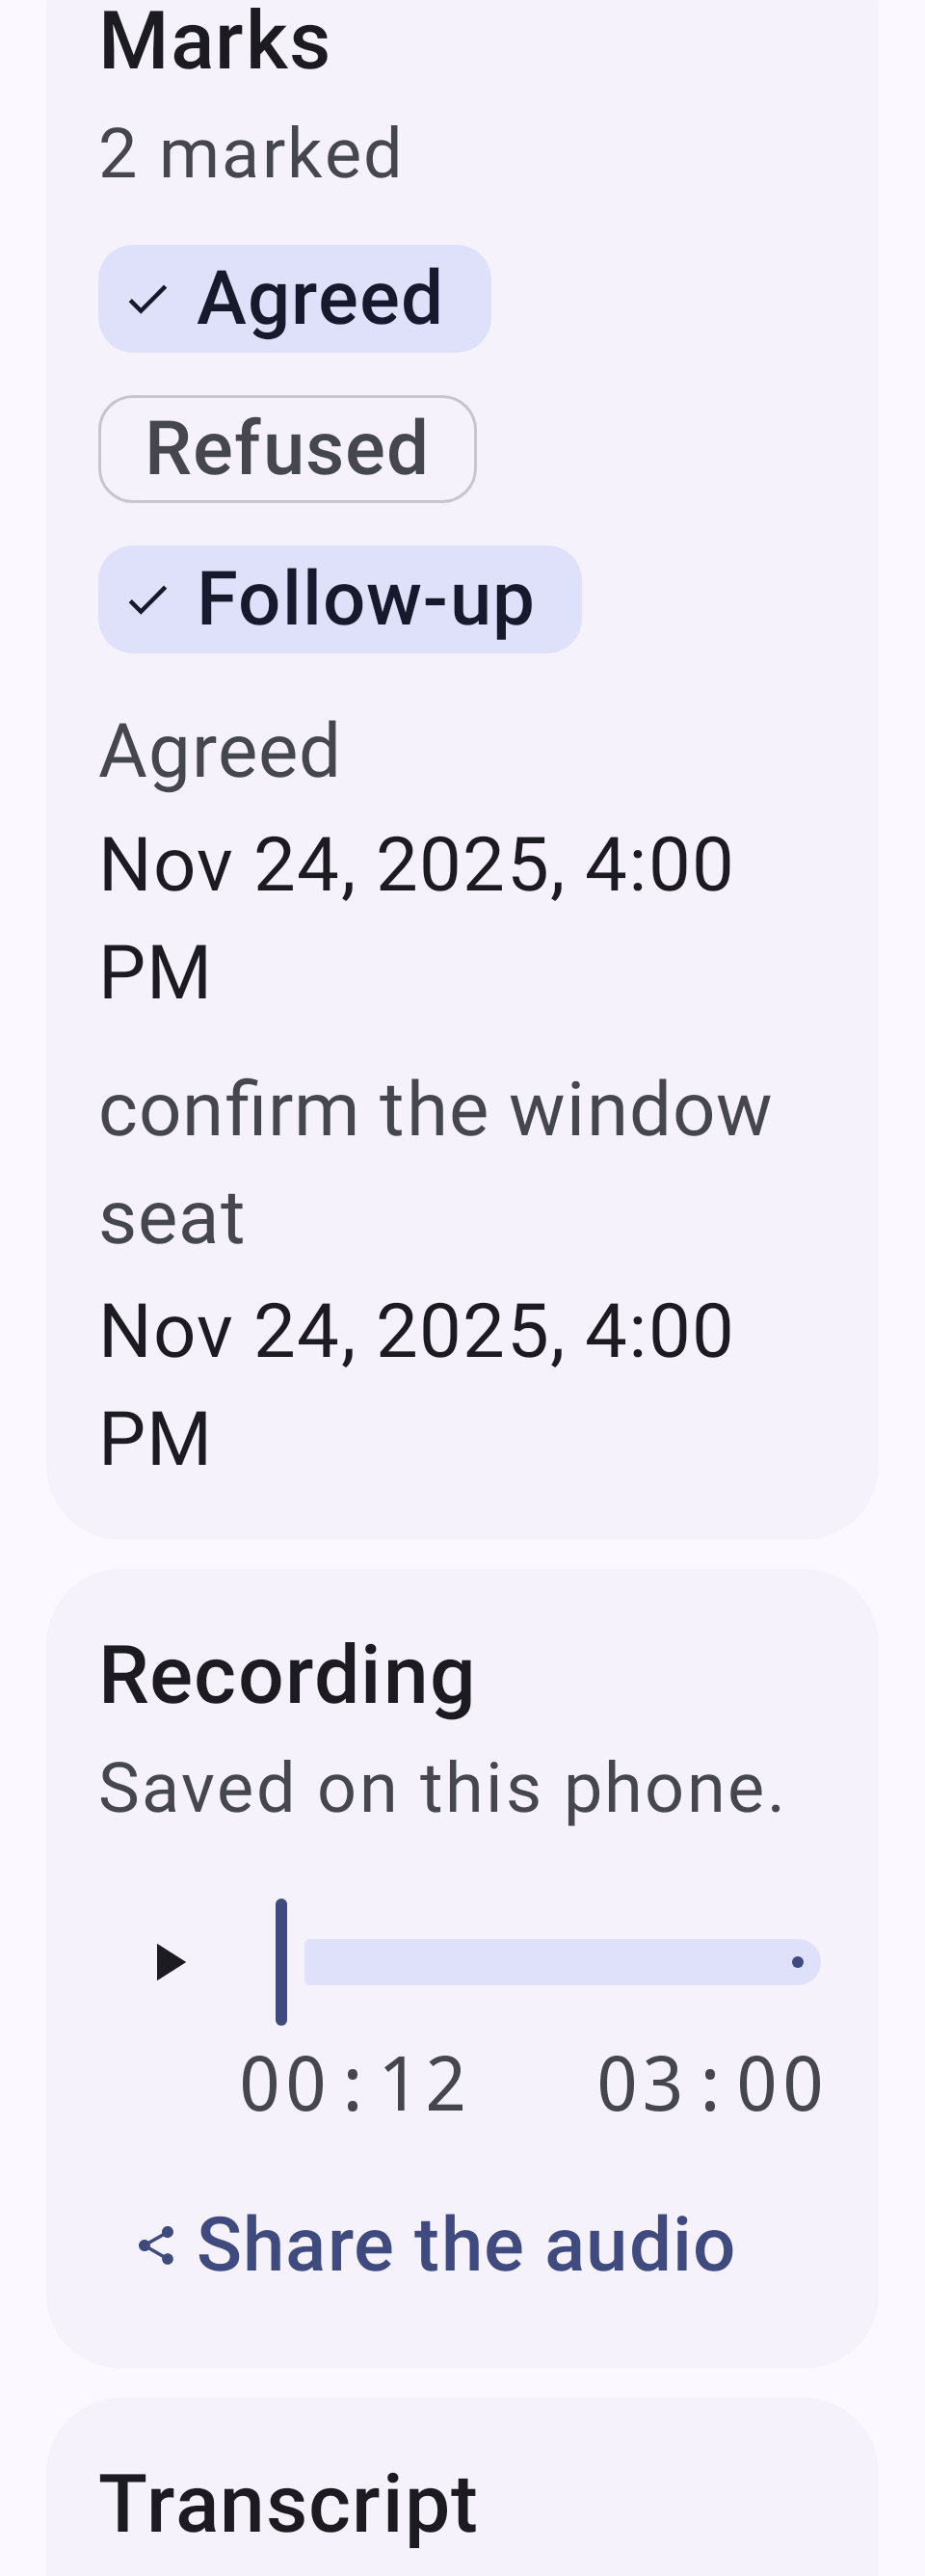 Marks
2 marked
Agreed
Refused
Follow-up
Agreed
Nov 24, 2025, 4:00
PM
confirm the window
seat
Nov 24, 2025, 4:00
PM
Recording
Saved on this phone.
00:12 03:00
Share the audio
Transcript